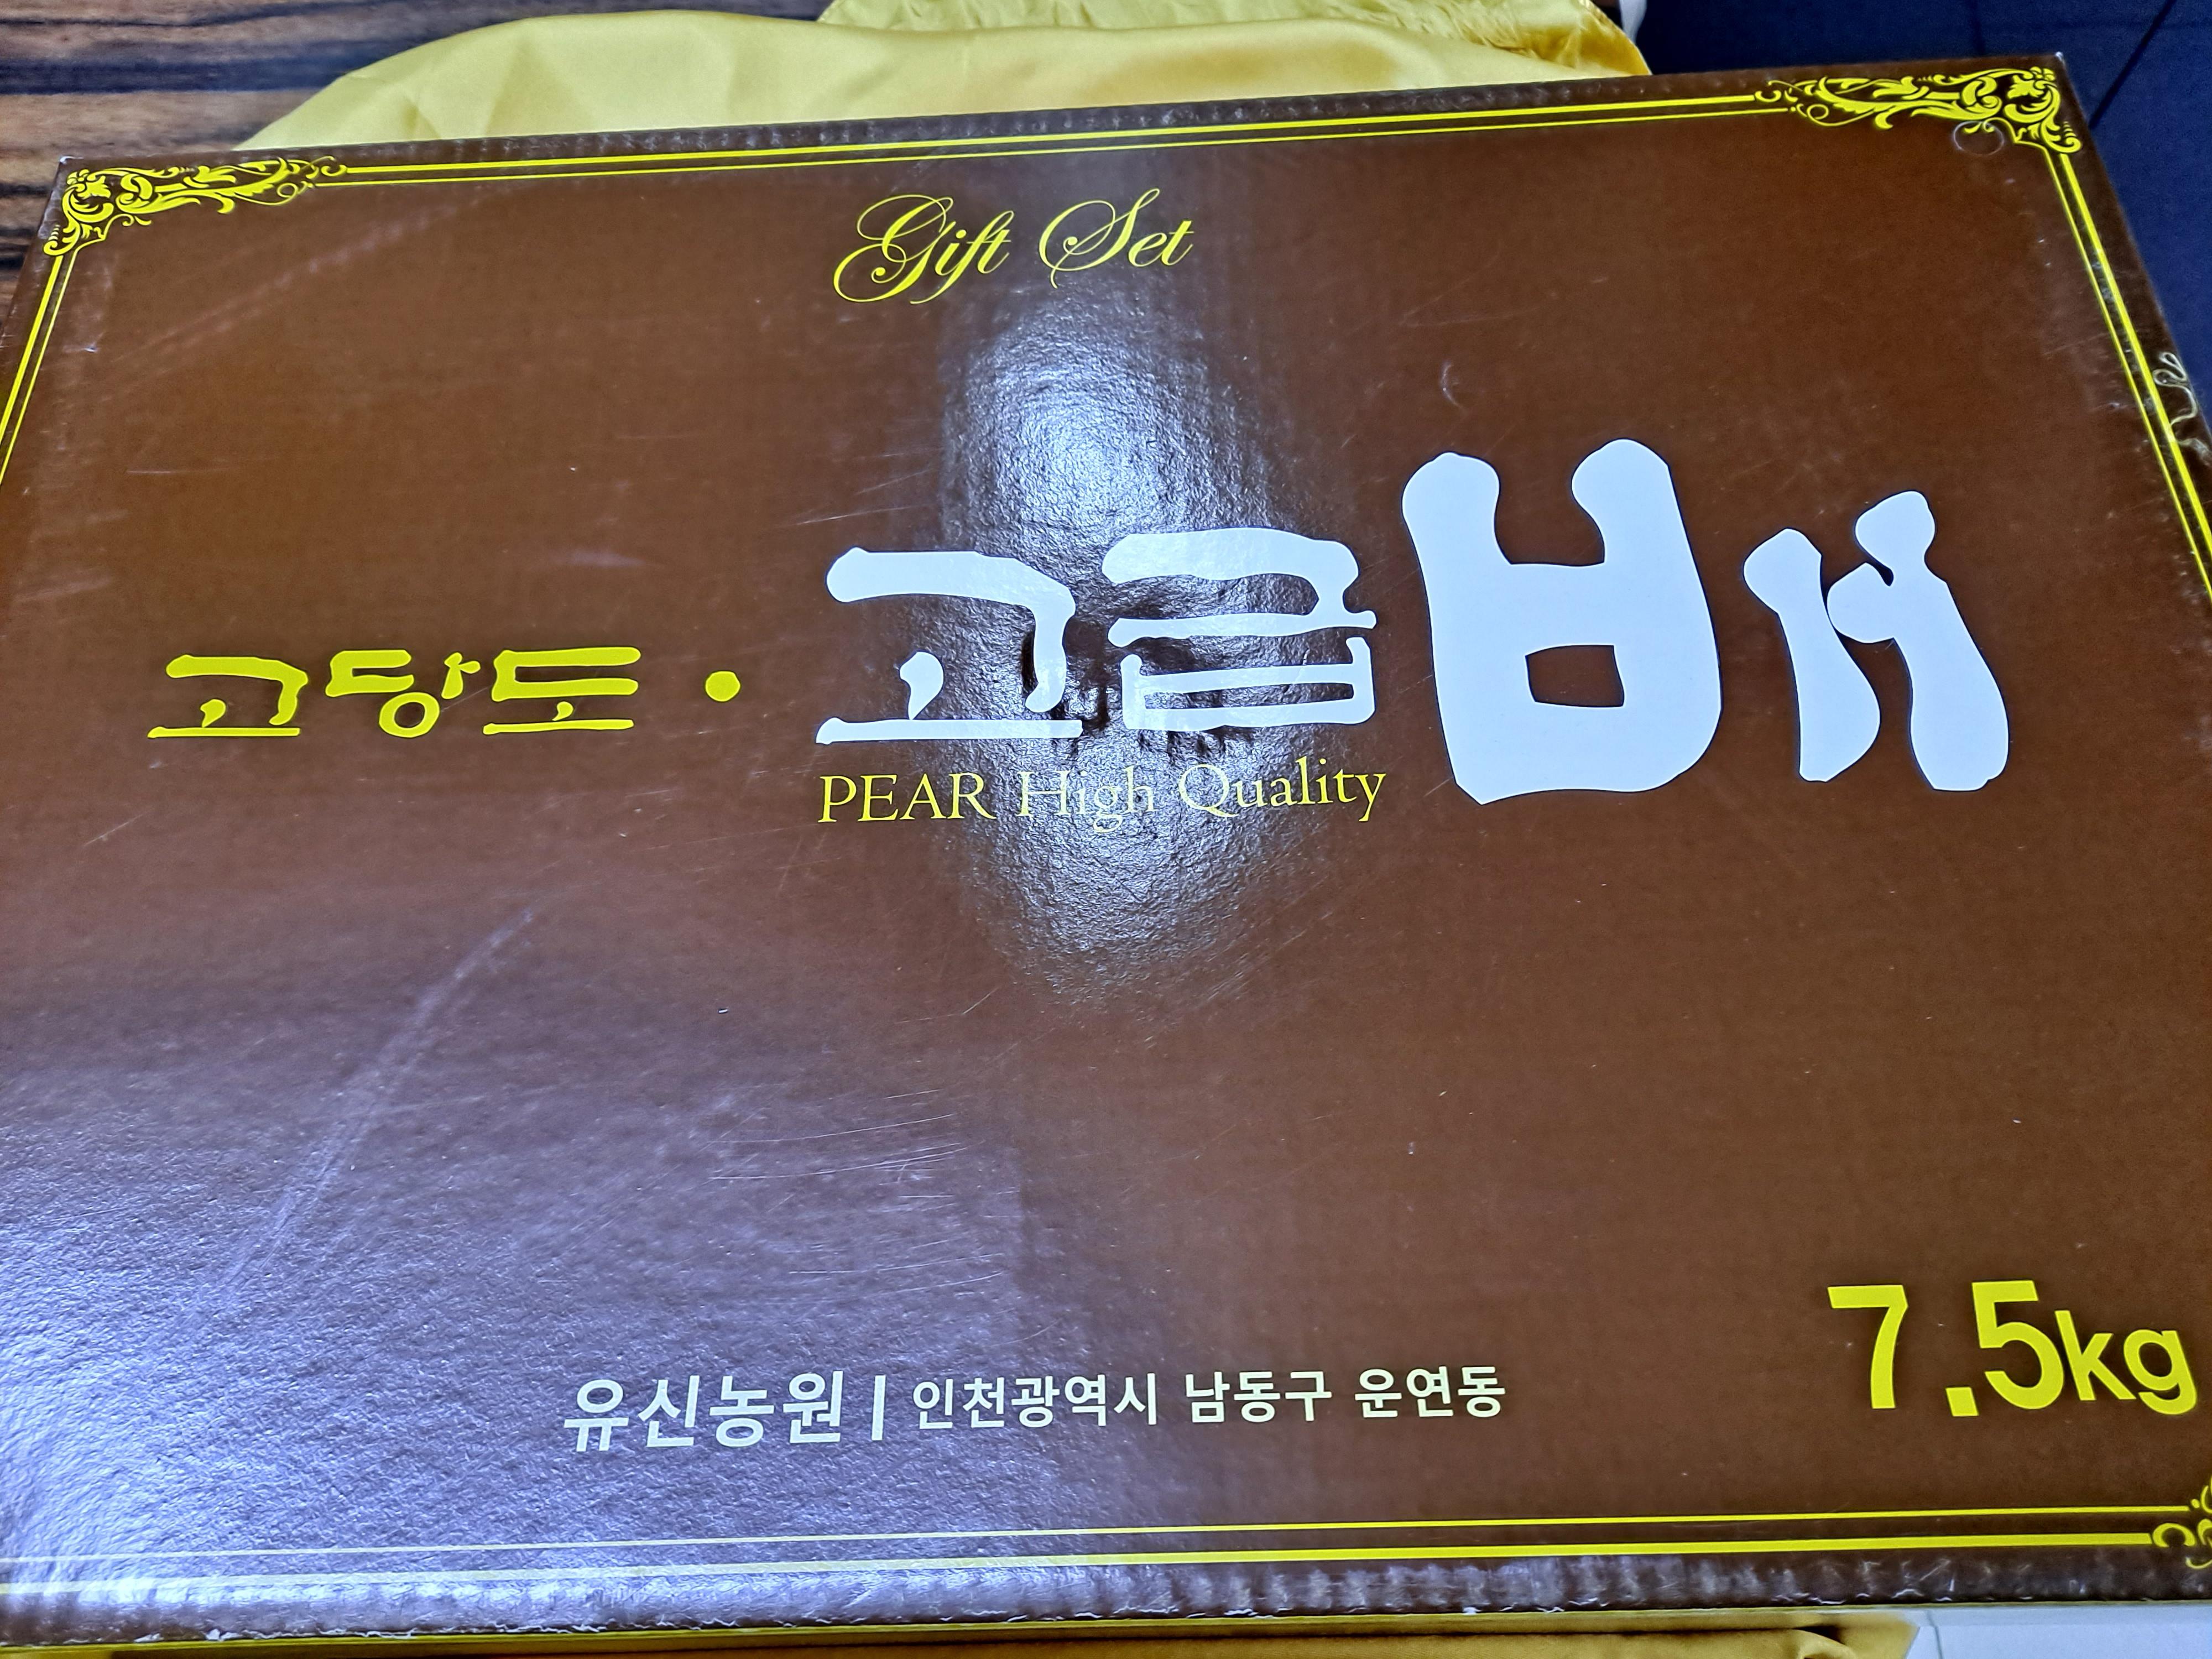 Gift Set
고당도 · 고급배
PEAR High Quality
7.5kg
유신농원 | 인천광역시 남동구 운연동